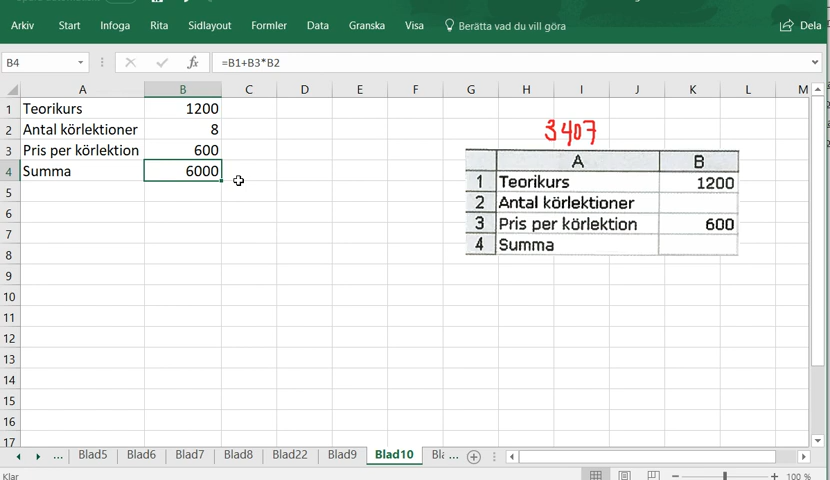 Arkiv Start Infoga Rita Sidlayout Formler Data Granska Visa Berätta vad du vill göra Dela
B4 fx =B1+B3*B2
A B C D E F G H I J K L M
1 Teorikurs 1200
2 Antal körlektioner 8
3 Pris per körlektion 600
4 Summa 6000
5
6
7
8
9
10
11
12
13
14
15
16
17
3407
A B
1 Teorikurs 1200
2 Antal körlektioner
3 Pris per körlektion 600
4 Summa
... Blad5 Blad6 Blad7 Blad8 Blad22 Blad9 Blad10 Bla ...
Klar 100 %